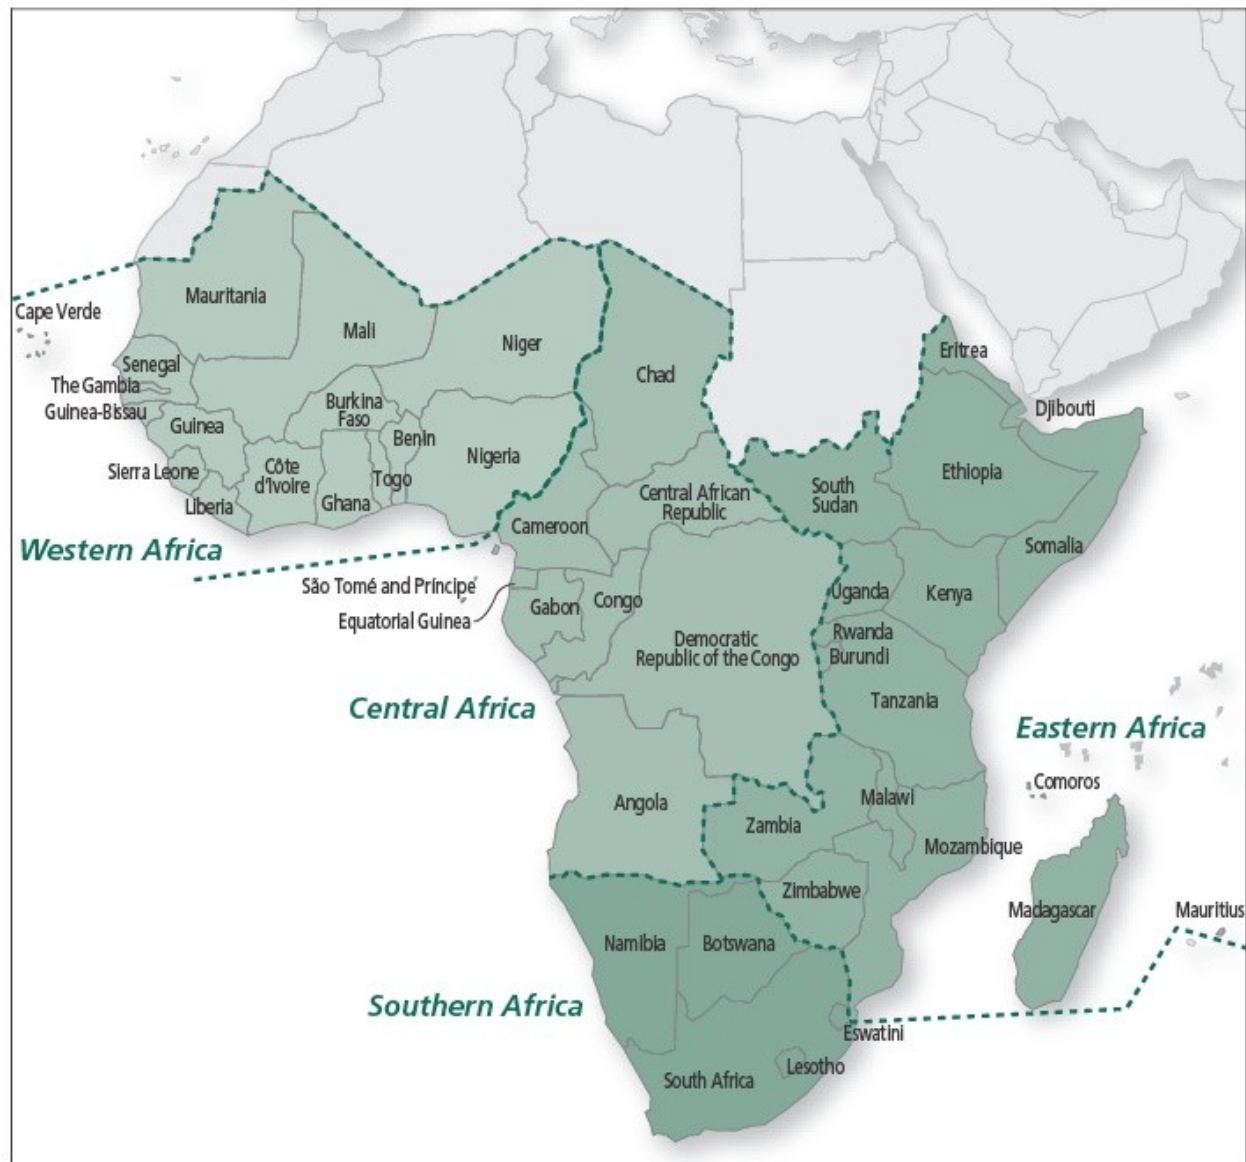 Cape Verde
Mauritania
Mali
Niger
Chad
Eritrea
Senegal
The Gambia
Guinea-Bissau
Guinea
Burkina
Faso
Benin
Nigeria
Djibouti
Sierra Leone
Côte
d'Ivoire
Togo
Ghana
Liberia
Central African
Republic
South
Sudan
Ethiopia
Cameroon
Somalia
Western Africa
São Tomé and Príncipe
Equatorial Guinea
Gabon
Congo
Uganda
Kenya
Rwanda
Burundi
Democratic
Republic of the Congo
Tanzania
Central Africa
Eastern Africa
Comoros
Angola
Zambia
Malawi
Mozambique
Zimbabwe
Madagascar
Mauritius
Namibia
Botswana
Southern Africa
Eswatini
Lesotho
South Africa